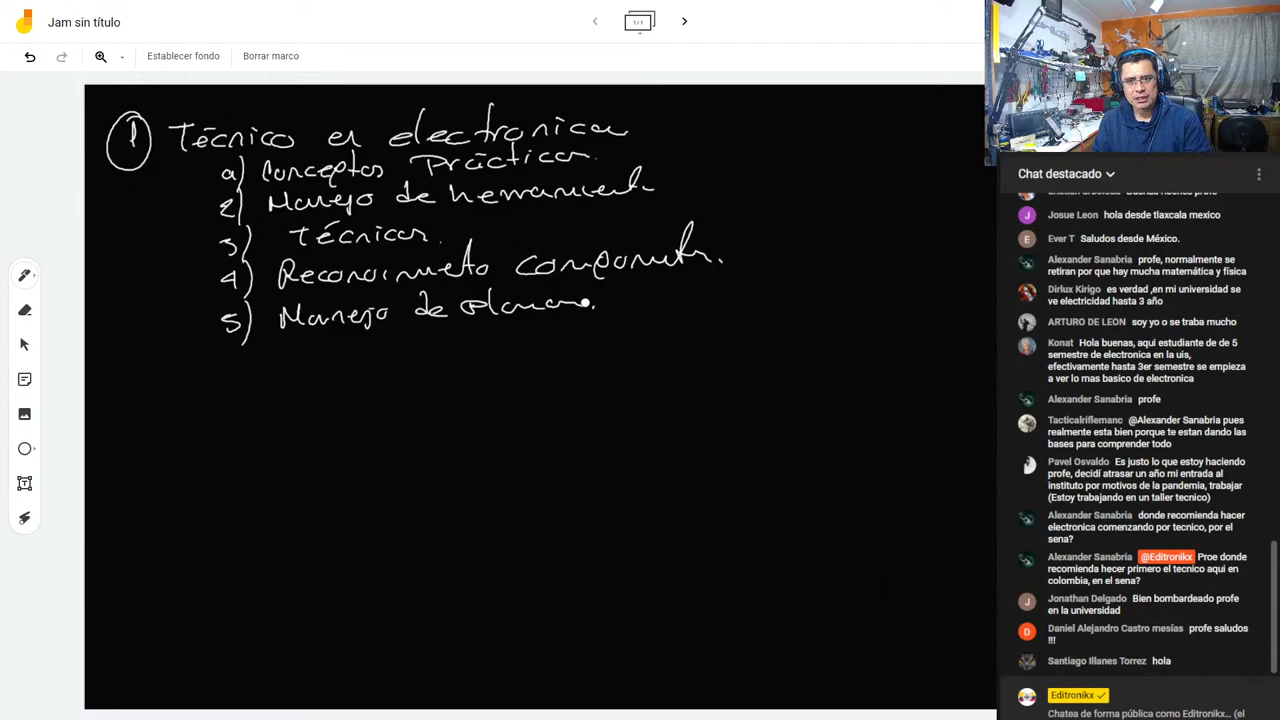 Jam sin título
1/1
Establecer fondo
Borrar marco
1 Técnico en electronica
a) Conceptos Prácticos.
2) Manejo de herramienta
3) Técnicas.
4)
5) Manejo de
Chat destacado
Josue Leon hola desde tlaxcala mexico
Ever T Saludos desde México.
Alexander Sanabria profe, normalmente se
retiran por que hay mucha matemática y
física
Dirlux Kirigo es verdad ,en mi universidad se
ve electricidad hasta 3 año
ARTURO DE LEON soy yo o se traba mucho
Konat Hola buenas, aqui estudiante de de 5
semestre de electronica en la uis,
efectivamente hasta 3er semestre se empieza
a ver lo mas basico de electronica
Alexander Sanabria profe
Tacticalriflemanc @Alexander Sanabria pues
realmente esta bien porque te estan dando las
bases para comprender todo
Pavel Osvaldo Es justo lo que estoy haciendo
profe, decidí atrasar un año mi entrada al
instituto por motivos de la pandemia, trabajar
(Estoy trabajando en un taller tecnico)
Alexander Sanabria donde recomienda hacer
electronica comenzando por tecnico, por el
sena?
Alexander Sanabria @Editronikx Proe donde
recomienda hacer primero el tecnico aqui en
colombia, en el sena?
Jonathan Delgado Bien bombardeado profe
en la universidad
Daniel Alejandro Castro mesías profe saludos
!!!
Santiago Illanes Torrez hola
Editronikx
Chatea de forma pública como Editronikx... (el